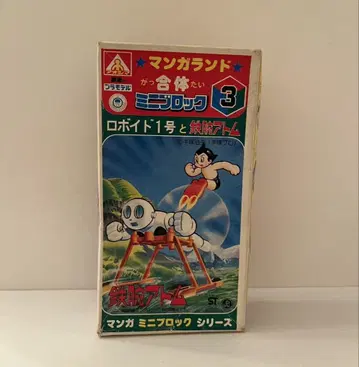 ★マンガランド★
がっ合体たい
ミニブロック
3
プラモデル
ロボイド1号と鉄腕アトム
鉄腕アトム
ST
マンガ ミニブロック シリーズ